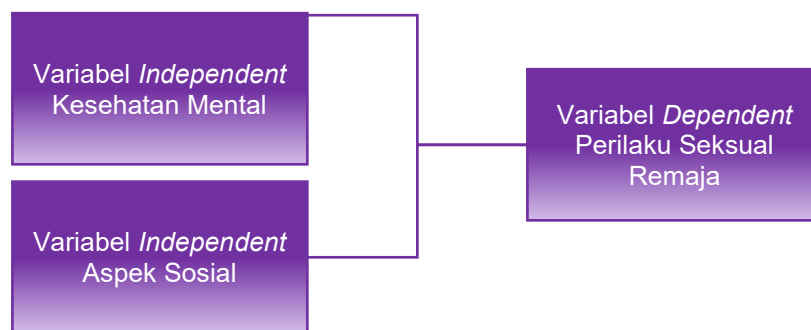 Variabel Independent
Kesehatan Mental
Variabel Dependent
Perilaku Seksual
Remaja
Variabel Independent
Aspek Sosial